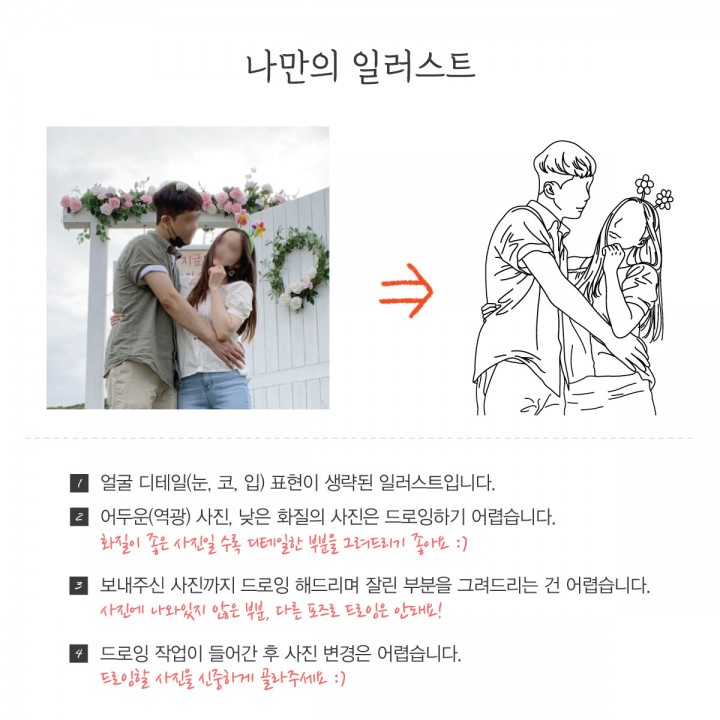 나만의 일러스트
지금
1 얼굴 디테일(눈, 코, 입) 표현이 생략된 일러스트입니다.
2 어두운(역광) 사진, 낮은 화질의 사진은 드로잉하기 어렵습니다.
화질이 좋은 사진일 수록 디테일한 부분을 그려드리기 좋아요 :)
3 보내주신 사진까지 드로잉 해드리며 잘린 부분을 그려드리는 건 어렵습니다.
사진에 나와있지 않은 부분, 다른 포즈로 드로잉은 안돼요!
4 드로잉 작업이 들어간 후 사진 변경은 어렵습니다.
드로잉할 사진을 신중하게 골라주세요 :)